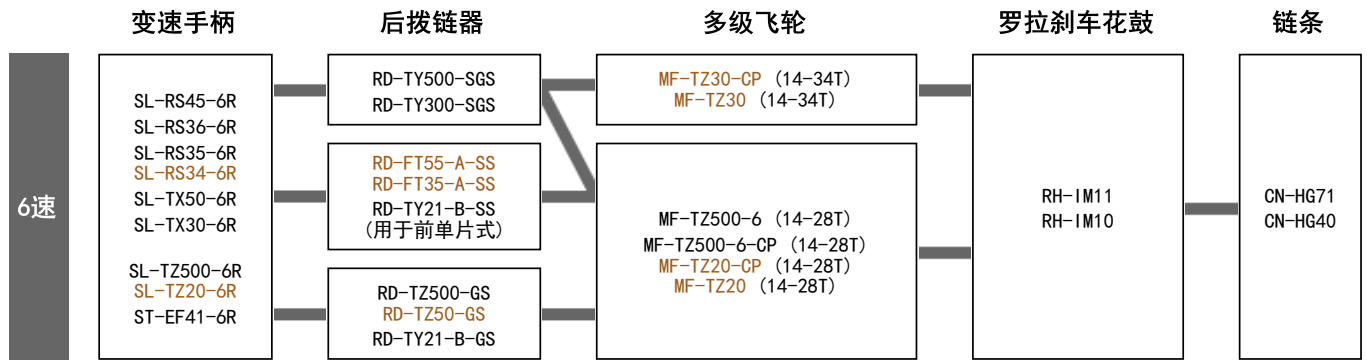 变速手柄
后拨链器
多级飞轮
罗拉刹车花鼓
链条
6速
SL-RS45-6R
SL-RS36-6R
SL-RS35-6R
SL-RS34-6R
SL-TX50-6R
SL-TX30-6R
SL-TZ500-6R
SL-TZ20-6R
ST-EF41-6R
RD-TY500-SGS
RD-TY300-SGS
RD-FT55-A-SS
RD-FT35-A-SS
RD-TY21-B-SS
(用于前单片式)
RD-TZ500-GS
RD-TZ50-GS
RD-TY21-B-GS
MF-TZ30-CP (14-34T)
MF-TZ30 (14-34T)
MF-TZ500-6 (14-28T)
MF-TZ500-6-CP (14-28T)
MF-TZ20-CP (14-28T)
MF-TZ20 (14-28T)
RH-IM11
RH-IM10
CN-HG71
CN-HG40